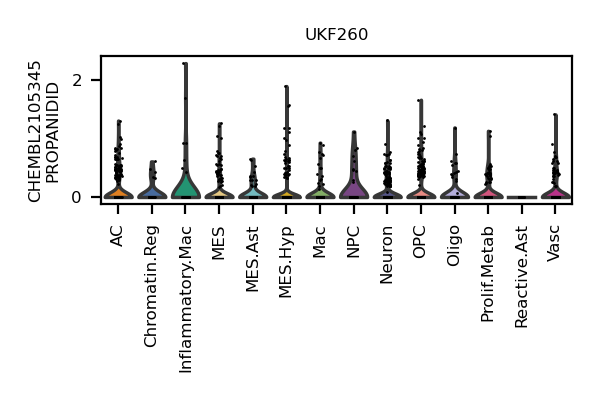 UKF260
CHEMBL2105345
PROPANIDID
2
0
AC
Chromatin.Reg
Inflammatory.Mac
MES
MES.Ast
MES.Hyp
Mac
NPC
Neuron
OPC
Oligo
Prolif.Metab
Reactive.Ast
Vasc